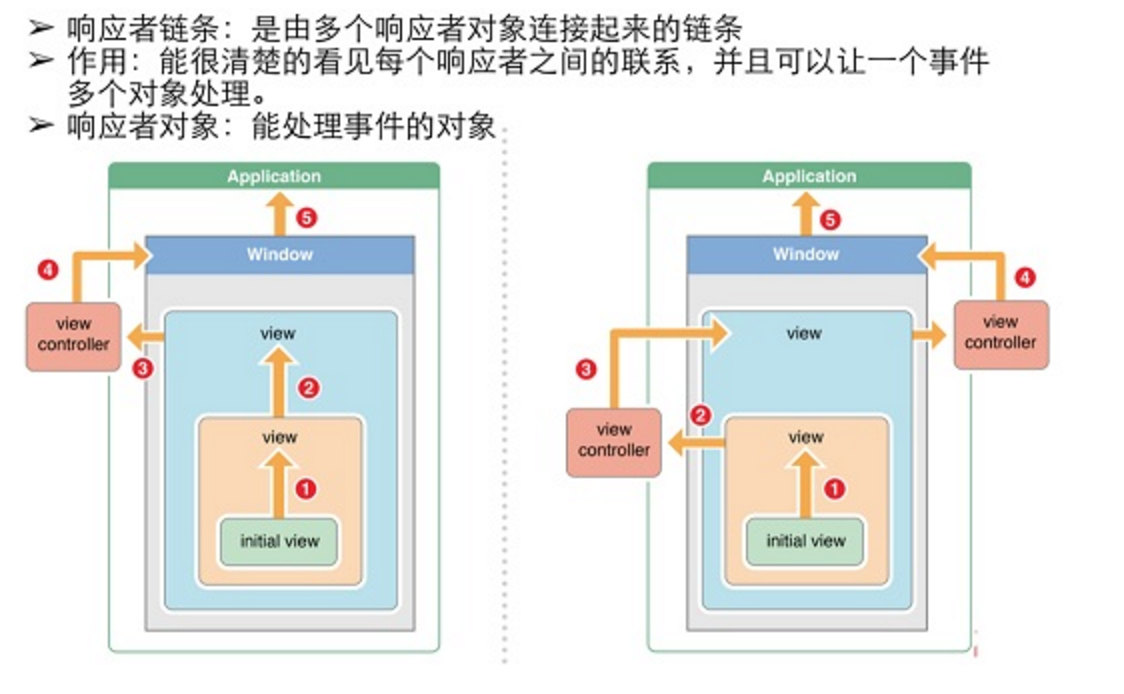 ➢ 响应者链条：是由多个响应者对象连接起来的链条
➢ 作用：能很清楚的看见每个响应者之间的联系，并且可以让一个事件
多个对象处理。
➢ 响应者对象：能处理事件的对象
Application
5
Window
4
view
controller
view
3
2
view
1
initial view
Application
5
Window
4
view
view
controller
3
2
view
controller
view
1
initial view